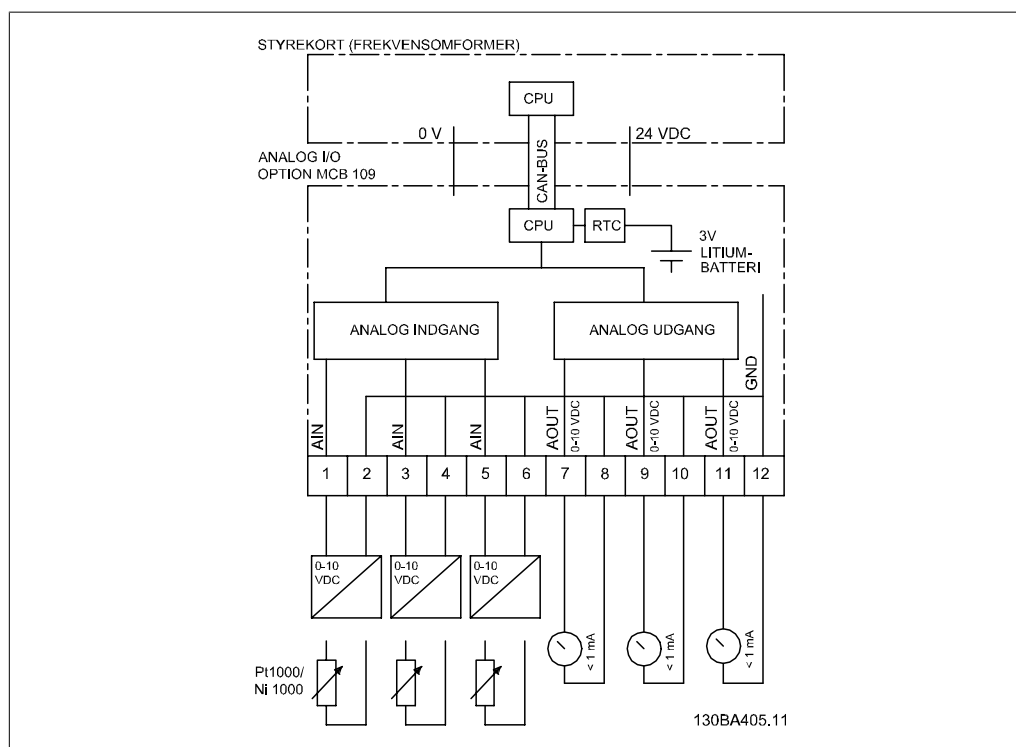 STYREKORT (FREKVENSOMFORMER)
CPU
0 V
24 VDC
CAN-BUS
ANALOG I/O
OPTION MCB 109
CPU
RTC
3V
LITIUM-
BATTERI
ANALOG INDGANG
ANALOG UDGANG
GND
AIN
AIN
AIN
AOUT
0-10 VDC
AOUT
0-10 VDC
AOUT
0-10 VDC
1 2 3 4 5 6 7 8 9 10 11 12
0-10
VDC
0-10
VDC
0-10
VDC
< 1 mA
< 1 mA
< 1 mA
Pt1000/
Ni 1000
130BA405.11